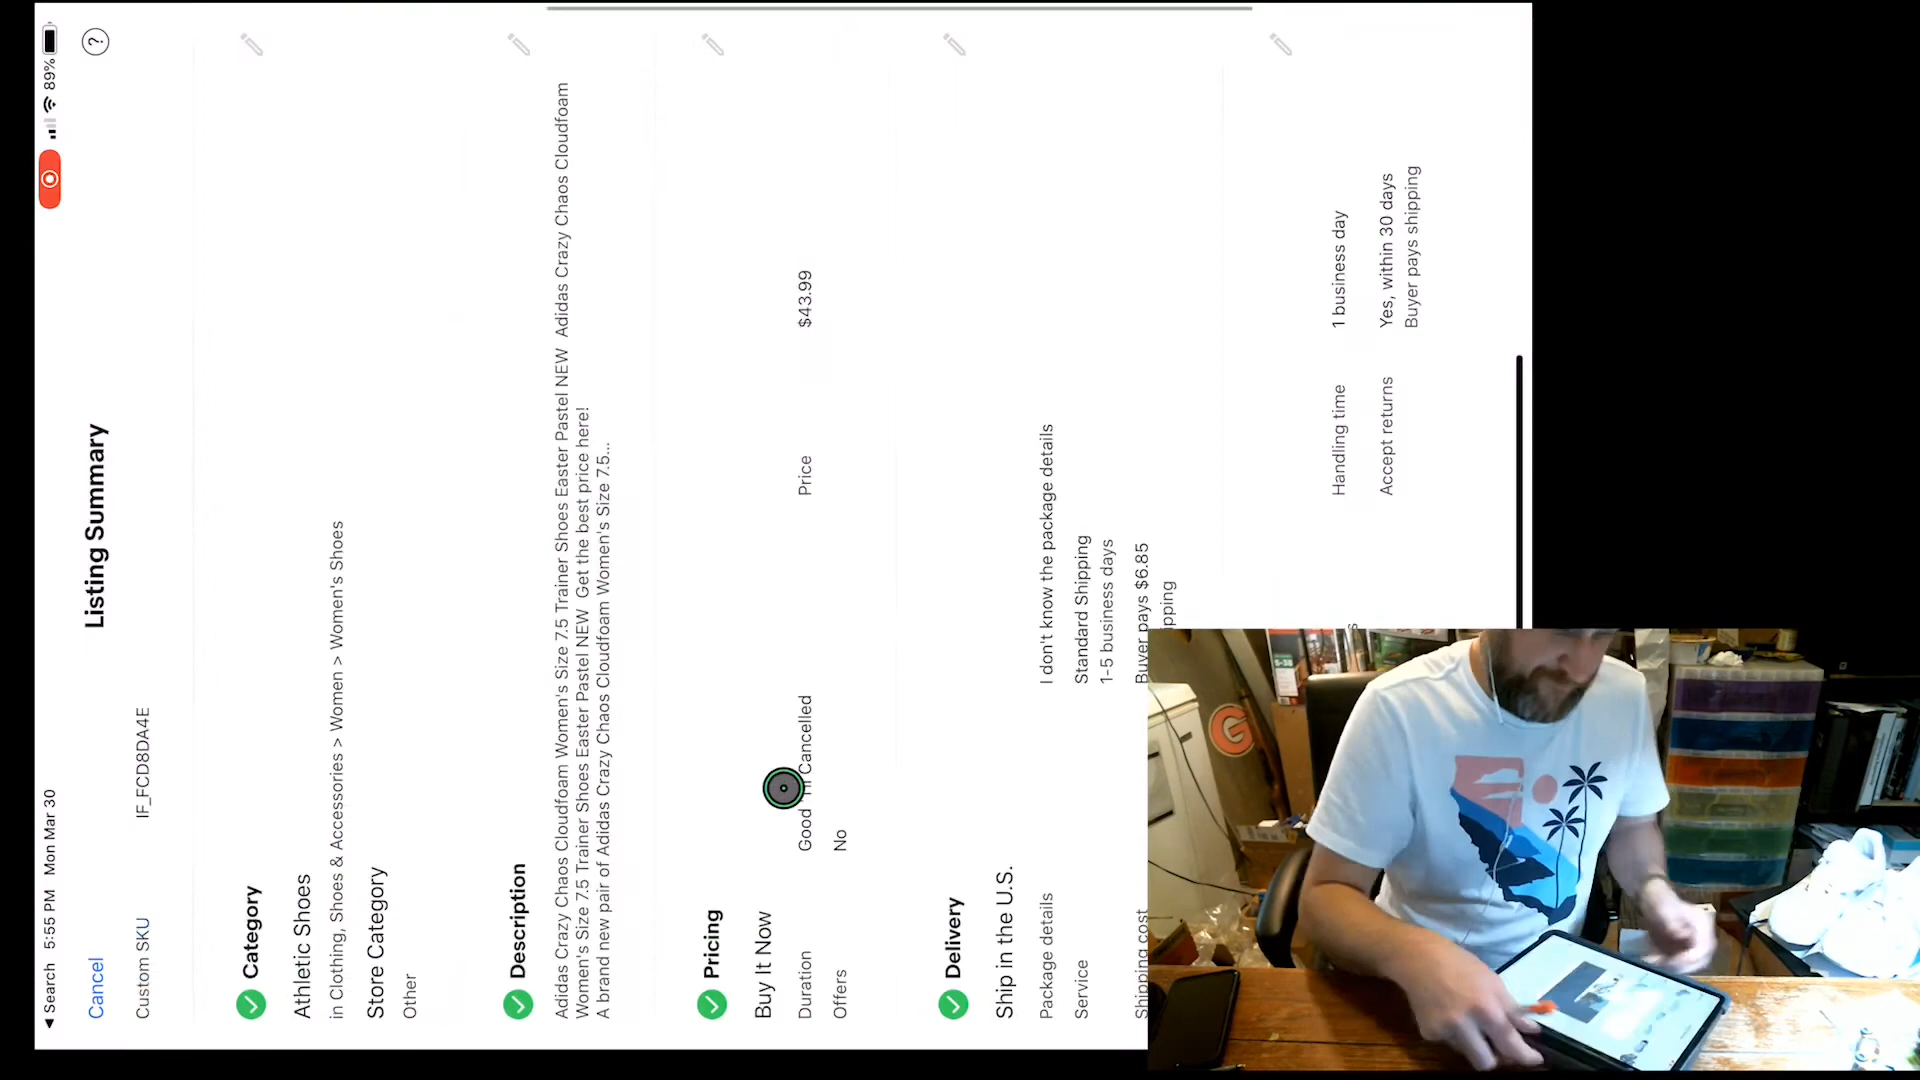 Search 5:55 PM Mon Mar 30
89%
Cancel
Listing Summary
?
Custom SKU
IF_FCD8DA4E
Category
Athletic Shoes
in Clothing, Shoes & Accessories > Women > Women's Shoes
Store Category
Other
Description
Adidas Crazy Chaos Cloudfoam Women's Size 7.5 Trainer Shoes Easter Pastel NEW Adidas Crazy Chaos Cloudfoam
Women's Size 7.5 Trainer Shoes Easter Pastel NEW Get the best price here!
A brand new pair of Adidas Crazy Chaos Cloudfoam Women's Size 7.5...
Pricing
Buy It Now
Duration
Good 'Til Cancelled
Price
$43.99
Offers
No
Delivery
Ship in the U.S.
Package details
I don't know the package details
Service
Standard Shipping
1-5 business days
Shipping cost
Buyer pays $6.85
Handling time
1 business day
Accept returns
Yes, within 30 days
Buyer pays shipping
G